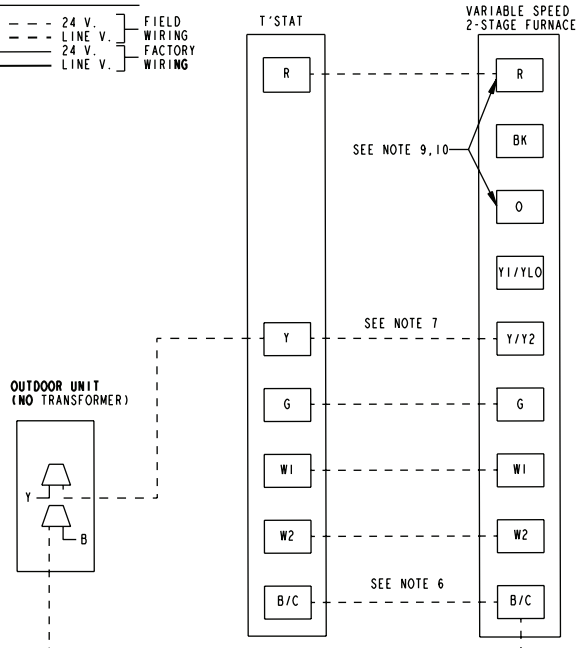 24 V.
LINE V.
FIELD
WIRING
24 V.
LINE V.
FACTORY
WIRING
T'STAT
VARIABLE SPEED
2-STAGE FURNACE
R
R
SEE NOTE 9,10
BK
O
Y1/YLO
Y
SEE NOTE 7
Y/Y2
OUTDOOR UNIT
(NO TRANSFORMER)
Y
B
G
G
W1
W1
W2
W2
B/C
SEE NOTE 6
B/C